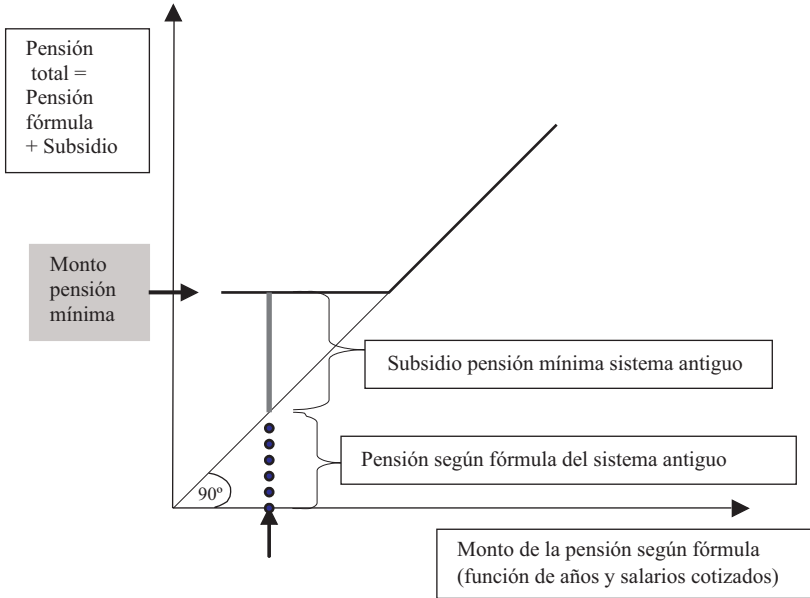 Pensión
total =
Pensión
fórmula
+ Subsidio
Monto
pensión
mínima
Subsidio pensión mínima sistema antiguo
Pensión según fórmula del sistema antiguo
90º
Monto de la pensión según fórmula
(función de años y salarios cotizados)